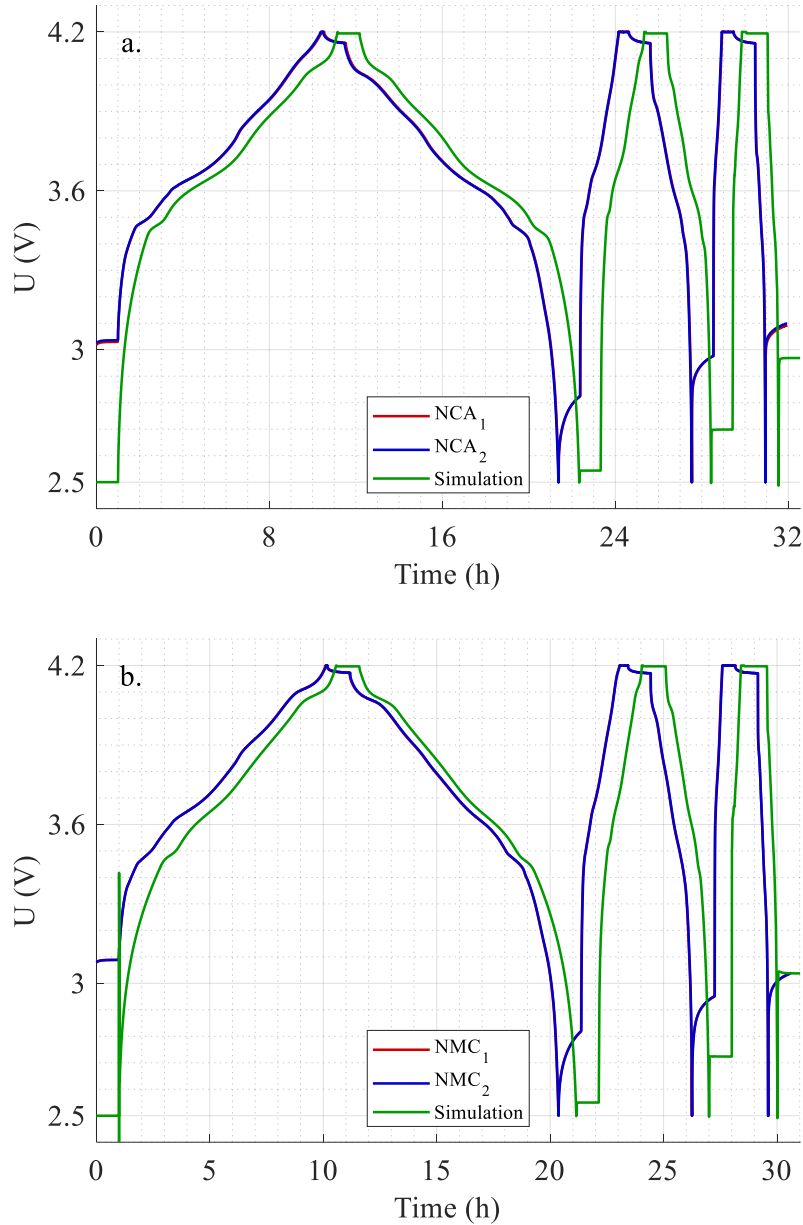 a.
4.2
3.6
3
2.5
U (V)
NCA1
NCA2
Simulation
0 8 16 24 32
Time (h)
b.
4.2
3.6
3
2.5
U (V)
NMC1
NMC2
Simulation
0 5 10 15 20 25 30
Time (h)